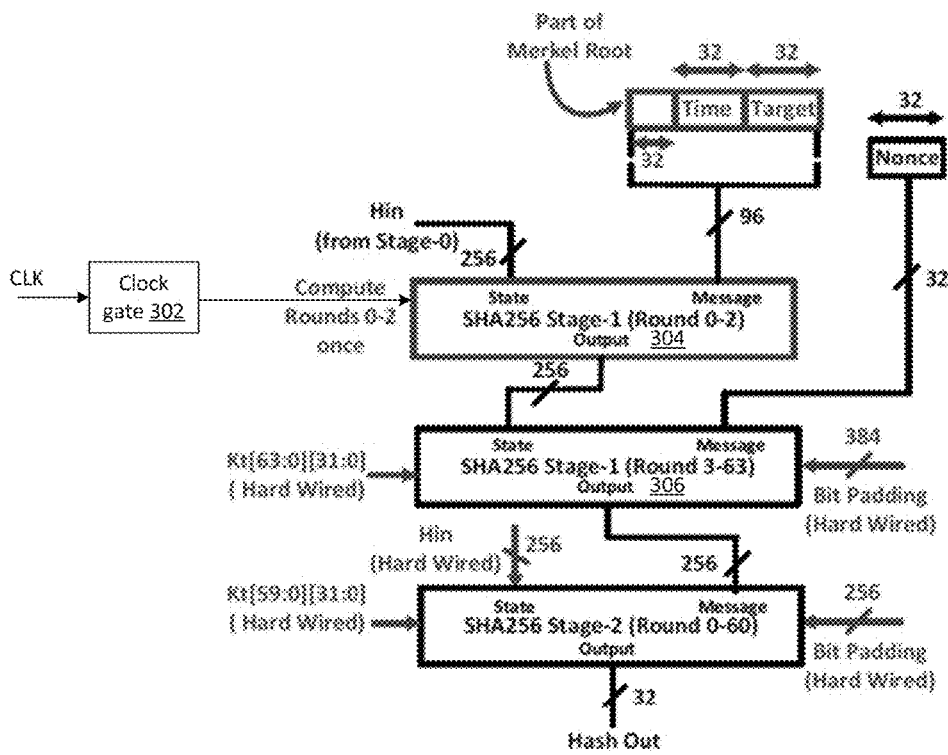 Part of
Merkel Root
32
32
Time
Target
32
32
Nonce
Hin
(from Stage-0)
256
96
32
CLK
Clock
gate 302
Compute
Rounds 0-2
once
State
Message
SHA256 Stage-1 (Round 0-2)
Output
304
256
State
Message
SHA256 Stage-1 (Round 3-63)
Output
306
Kt[63:0][31:0]
( Hard Wired)
384
Bit Padding
(Hard Wired)
Hin
(Hard Wired)
256
256
Kt[59:0][31:0]
( Hard Wired)
State
Message
SHA256 Stage-2 (Round 0-60)
Output
256
Bit Padding
(Hard Wired)
32
Hash Out